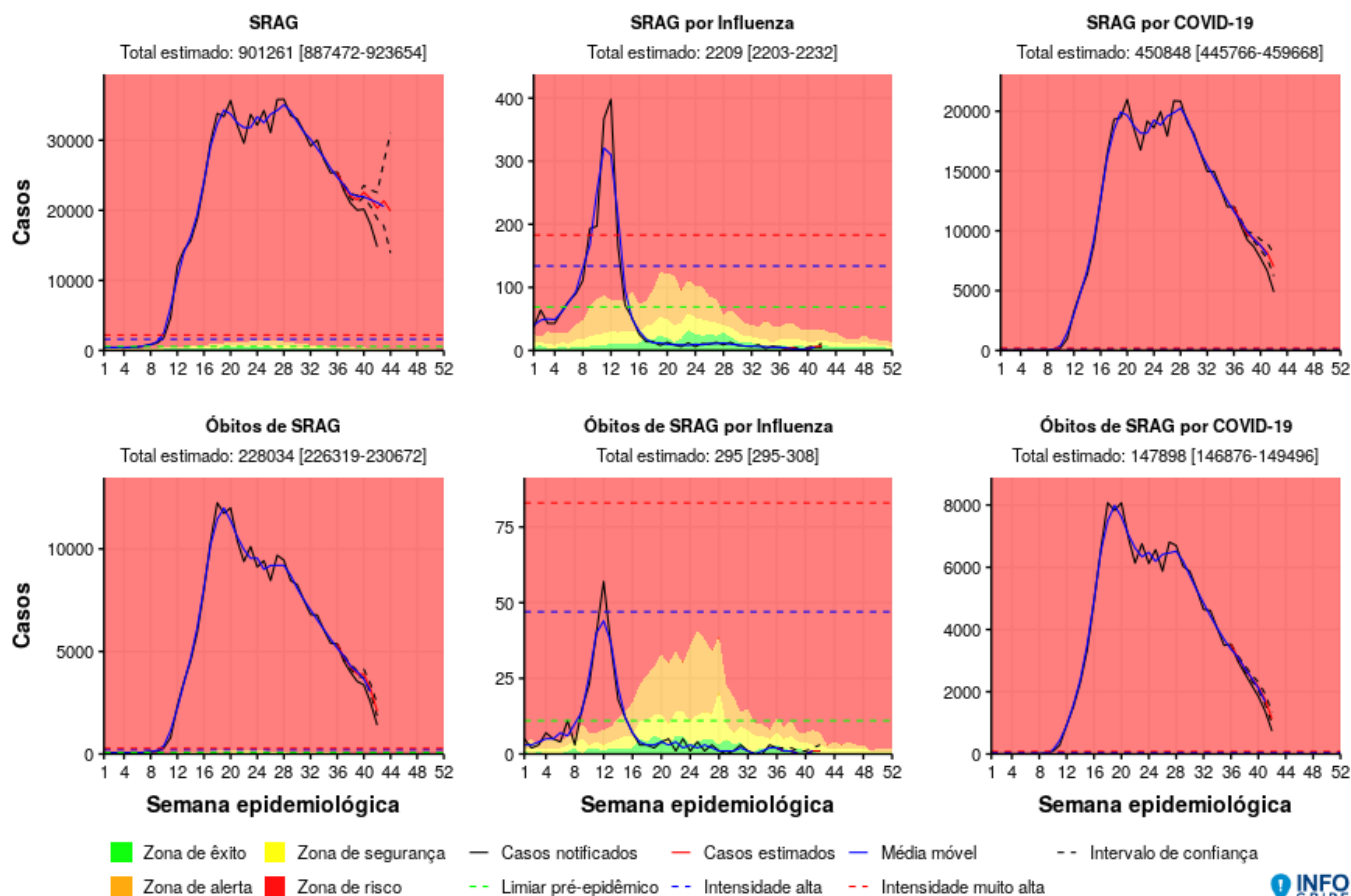 SRAG
Total estimado: 901261 [887472-923654]
SRAG por Influenza
Total estimado: 2209 [2203-2232]
SRAG por COVID-19
Total estimado: 450848 [445766-459668]
Casos
30000
20000
10000
0
1 4 8 12 16 20 24 28 32 36 40 44 48 52
400
300
200
100
0
1 4 8 12 16 20 24 28 32 36 40 44 48 52
20000
15000
10000
5000
0
1 4 8 12 16 20 24 28 32 36 40 44 48 52
Óbitos de SRAG
Total estimado: 228034 [226319-230672]
Óbitos de SRAG por Influenza
Total estimado: 295 [295-308]
Óbitos de SRAG por COVID-19
Total estimado: 147898 [146876-149496]
Casos
10000
5000
0
1 4 8 12 16 20 24 28 32 36 40 44 48 52
Semana epidemiológica
75
50
25
0
1 4 8 12 16 20 24 28 32 36 40 44 48 52
Semana epidemiológica
8000
6000
4000
2000
0
1 4 8 12 16 20 24 28 32 36 40 44 48 52
Semana epidemiológica
Zona de êxito Zona de segurança Casos notificados Casos estimados Média móvel Intervalo de confiança
Zona de alerta Zona de risco Limiar pré-epidêmico Intensidade alta Intensidade muito alta
INFO